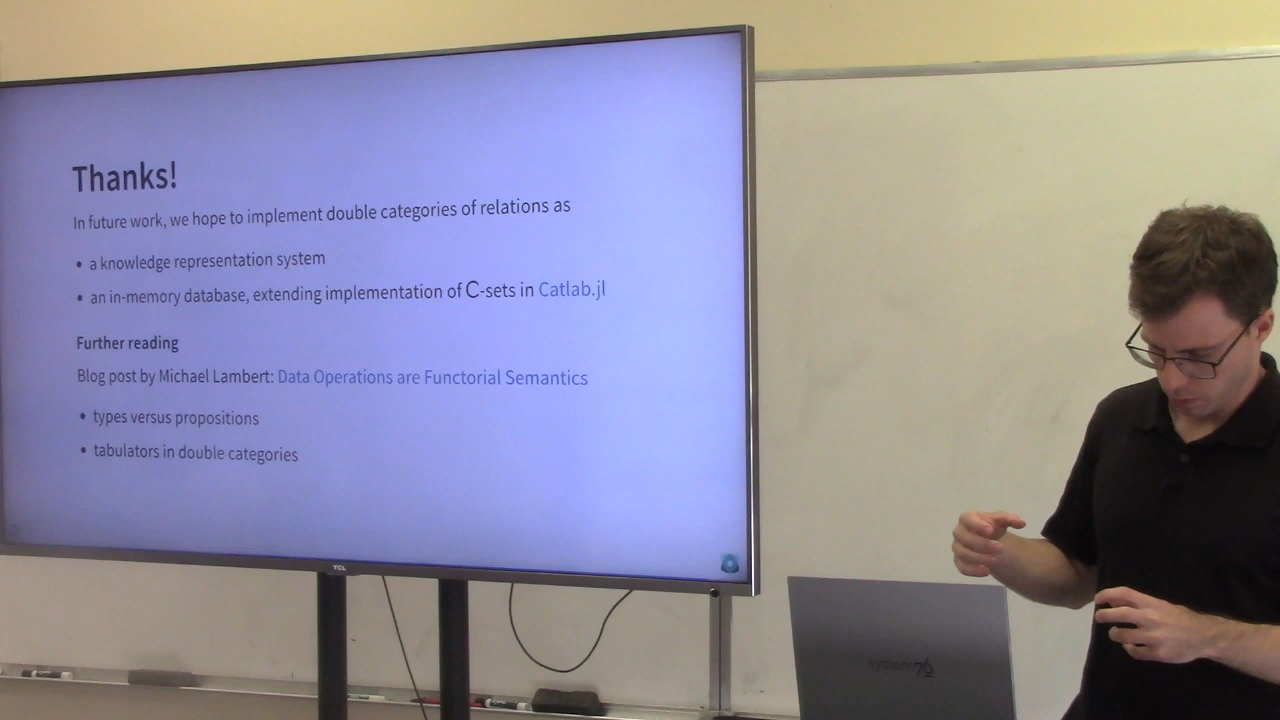 Thanks!
In future work, we hope to implement double categories of relations as
• a knowledge representation system
• an in-memory database, extending implementation of C-sets in Catlab.jl
Further reading
Blog post by Michael Lambert: Data Operations are Functorial Semantics
• types versus propositions
• tabulators in double categories
TCL
system76